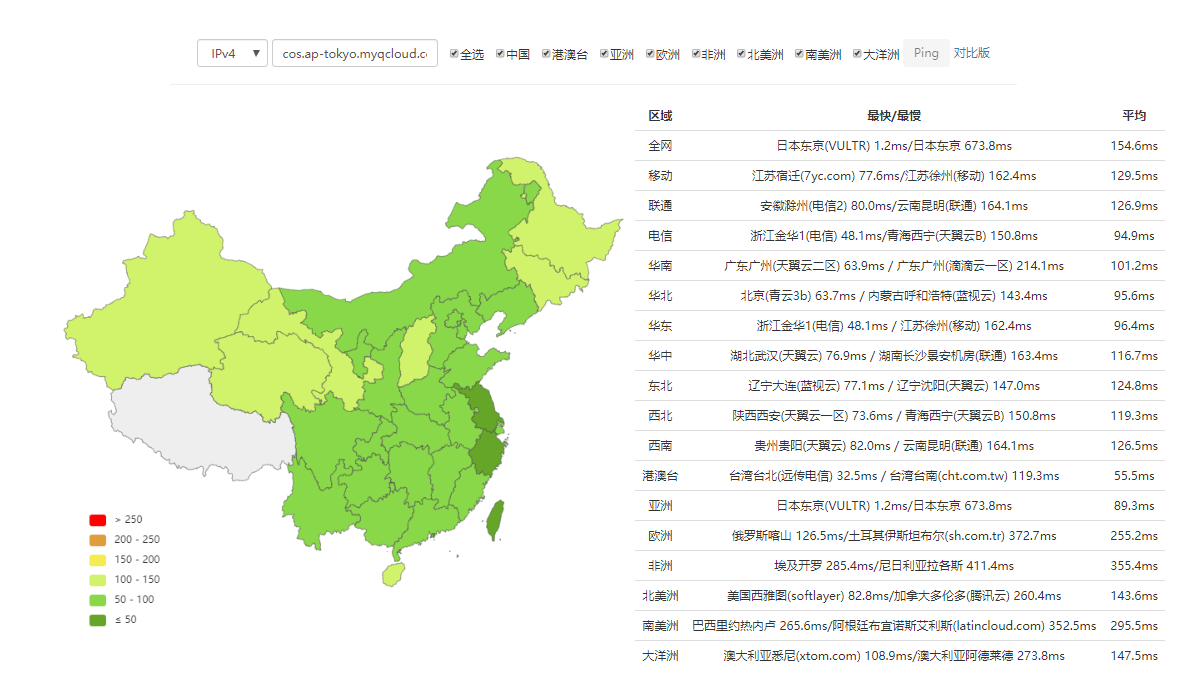 IPv4 cos.ap-tokyo.myqcloud.c 全选 中国 港澳台 亚洲 欧洲 非洲 北美洲 南美洲 大洋洲 Ping 对比版
区域 最快/最慢 平均
全网 日本东京(VULTR) 1.2ms/日本东京 673.8ms 154.6ms
移动 江苏宿迁(7yc.com) 77.6ms/江苏徐州(移动) 162.4ms 129.5ms
联通 安徽滁州(电信2) 80.0ms/云南昆明(联通) 164.1ms 126.9ms
电信 浙江金华1(电信) 48.1ms/青海西宁(天翼云B) 150.8ms 94.9ms
华南 广东广州(天翼云二区) 63.9ms / 广东广州(滴滴云一区) 214.1ms 101.2ms
华北 北京(青云3b) 63.7ms / 内蒙古呼和浩特(蓝视云) 143.4ms 95.6ms
华东 浙江金华1(电信) 48.1ms / 江苏徐州(移动) 162.4ms 96.4ms
华中 湖北武汉(天翼云) 76.9ms / 湖南长沙景安机房(联通) 163.4ms 116.7ms
东北 辽宁大连(蓝视云) 77.1ms / 辽宁沈阳(天翼云) 147.0ms 124.8ms
西北 陕西西安(天翼云一区) 73.6ms / 青海西宁(天翼云B) 150.8ms 119.3ms
西南 贵州贵阳(天翼云) 82.0ms / 云南昆明(联通) 164.1ms 126.5ms
港澳台 台湾台北(远传电信) 32.5ms / 台湾台南(cht.com.tw) 119.3ms 55.5ms
亚洲 日本东京(VULTR) 1.2ms/日本东京 673.8ms 89.3ms
欧洲 俄罗斯喀山 126.5ms/土耳其伊斯坦布尔(sh.com.tr) 372.7ms 255.2ms
非洲 埃及开罗 285.4ms/尼日利亚拉各斯 411.4ms 355.4ms
北美洲 美国西雅图(softlayer) 82.8ms/加拿大多伦多(腾讯云) 260.4ms 143.6ms
南美洲 巴西里约热内卢 265.6ms/阿根廷布宜诺斯艾利斯(latincloud.com) 352.5ms 295.5ms
大洋洲 澳大利亚悉尼(xtom.com) 108.9ms/澳大利亚阿德莱德 273.8ms 147.5ms
> 250
200 - 250
150 - 200
100 - 150
50 - 100
≤ 50